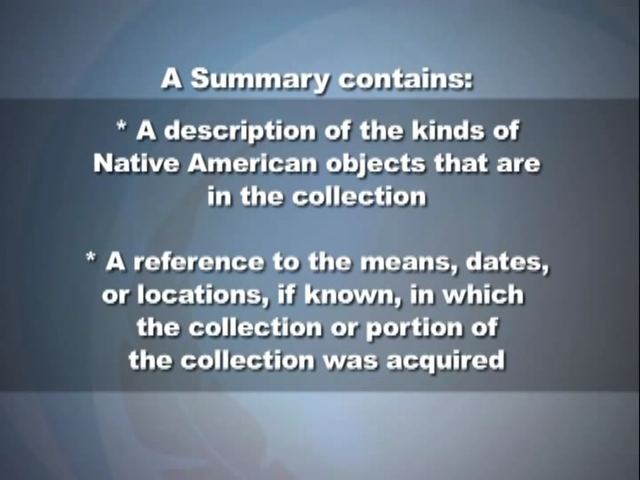 A Summary contains:
* A description of the kinds of
Native American objects that are
in the collection
* A reference to the means, dates,
or locations, if known, in which
the collection or portion of
the collection was acquired